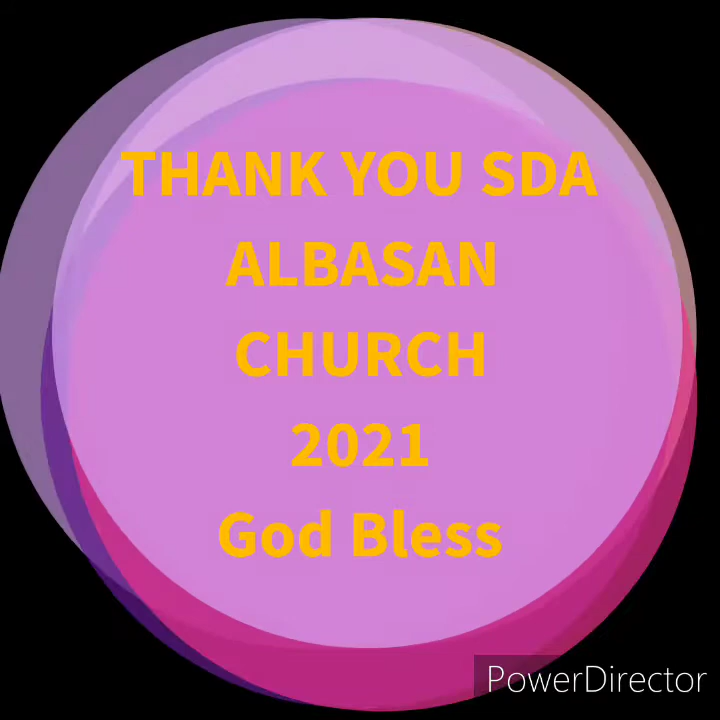 THANK YOU SDA
ALBASAN
CHURCH
2021
God Bless
PowerDirector